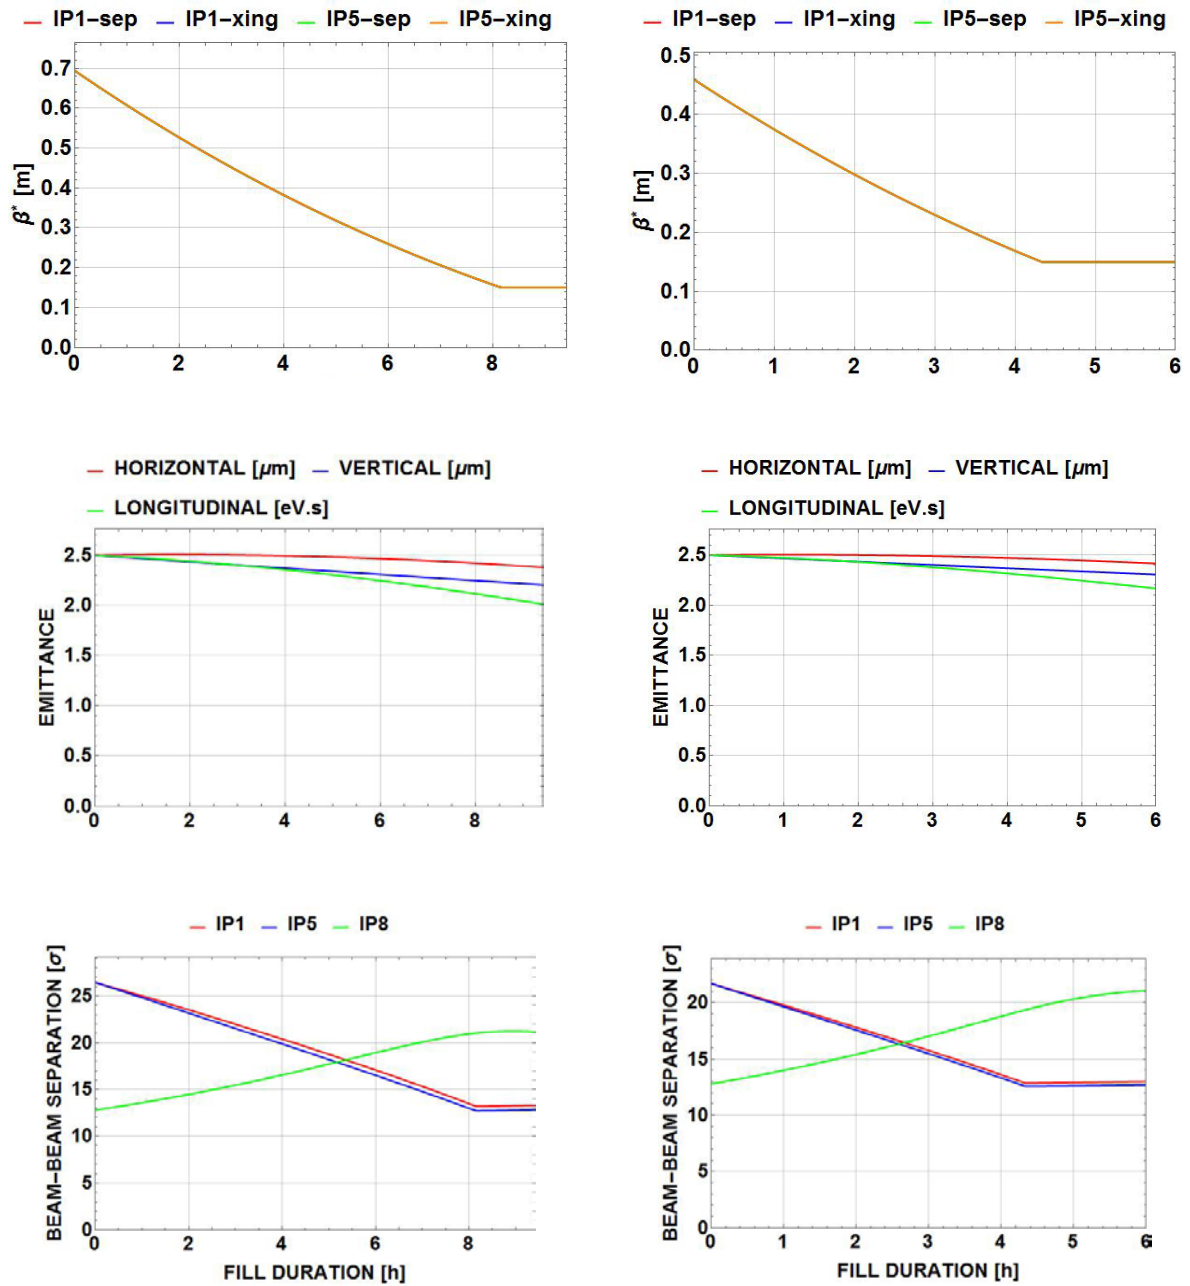 IP1-sep IP1-xing IP5-sep IP5-xing
β* [m]
0.7
0.6
0.5
0.4
0.3
0.2
0.1
0.0
0 2 4 6 8
IP1-sep IP1-xing IP5-sep IP5-xing
β* [m]
0.5
0.4
0.3
0.2
0.1
0.0
0 1 2 3 4 5 6
HORIZONTAL [μm] VERTICAL [μm]
LONGITUDINAL [eV.s]
EMITTANCE
2.5
2.0
1.5
1.0
0.5
0.0
0 2 4 6 8
HORIZONTAL [μm] VERTICAL [μm]
LONGITUDINAL [eV.s]
EMITTANCE
2.5
2.0
1.5
1.0
0.5
0.0
0 1 2 3 4 5 6
IP1 IP5 IP8
BEAM-BEAM SEPARATION [σ]
25
20
15
10
5
0
0 2 4 6 8
FILL DURATION [h]
IP1 IP5 IP8
BEAM-BEAM SEPARATION [σ]
20
15
10
5
0
0 1 2 3 4 5 6
FILL DURATION [h]